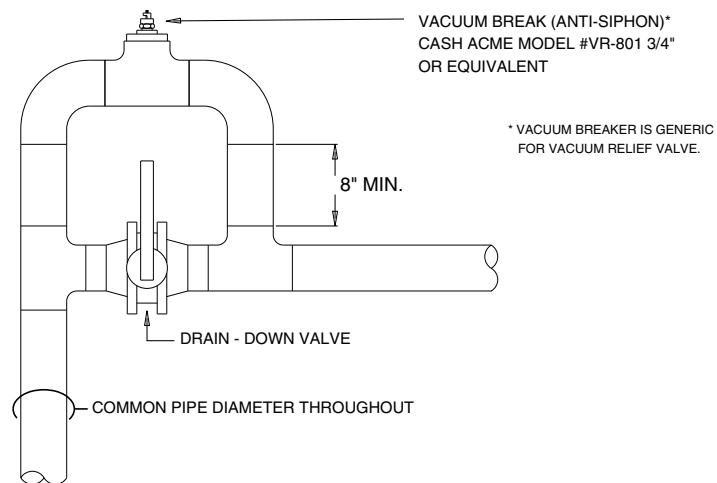 VACUUM BREAK (ANTI-SIPHON)*
CASH ACME MODEL #VR-801 3/4"
OR EQUIVALENT
* VACUUM BREAKER IS GENERIC
FOR VACUUM RELIEF VALVE.
8" MIN.
DRAIN - DOWN VALVE
COMMON PIPE DIAMETER THROUGHOUT